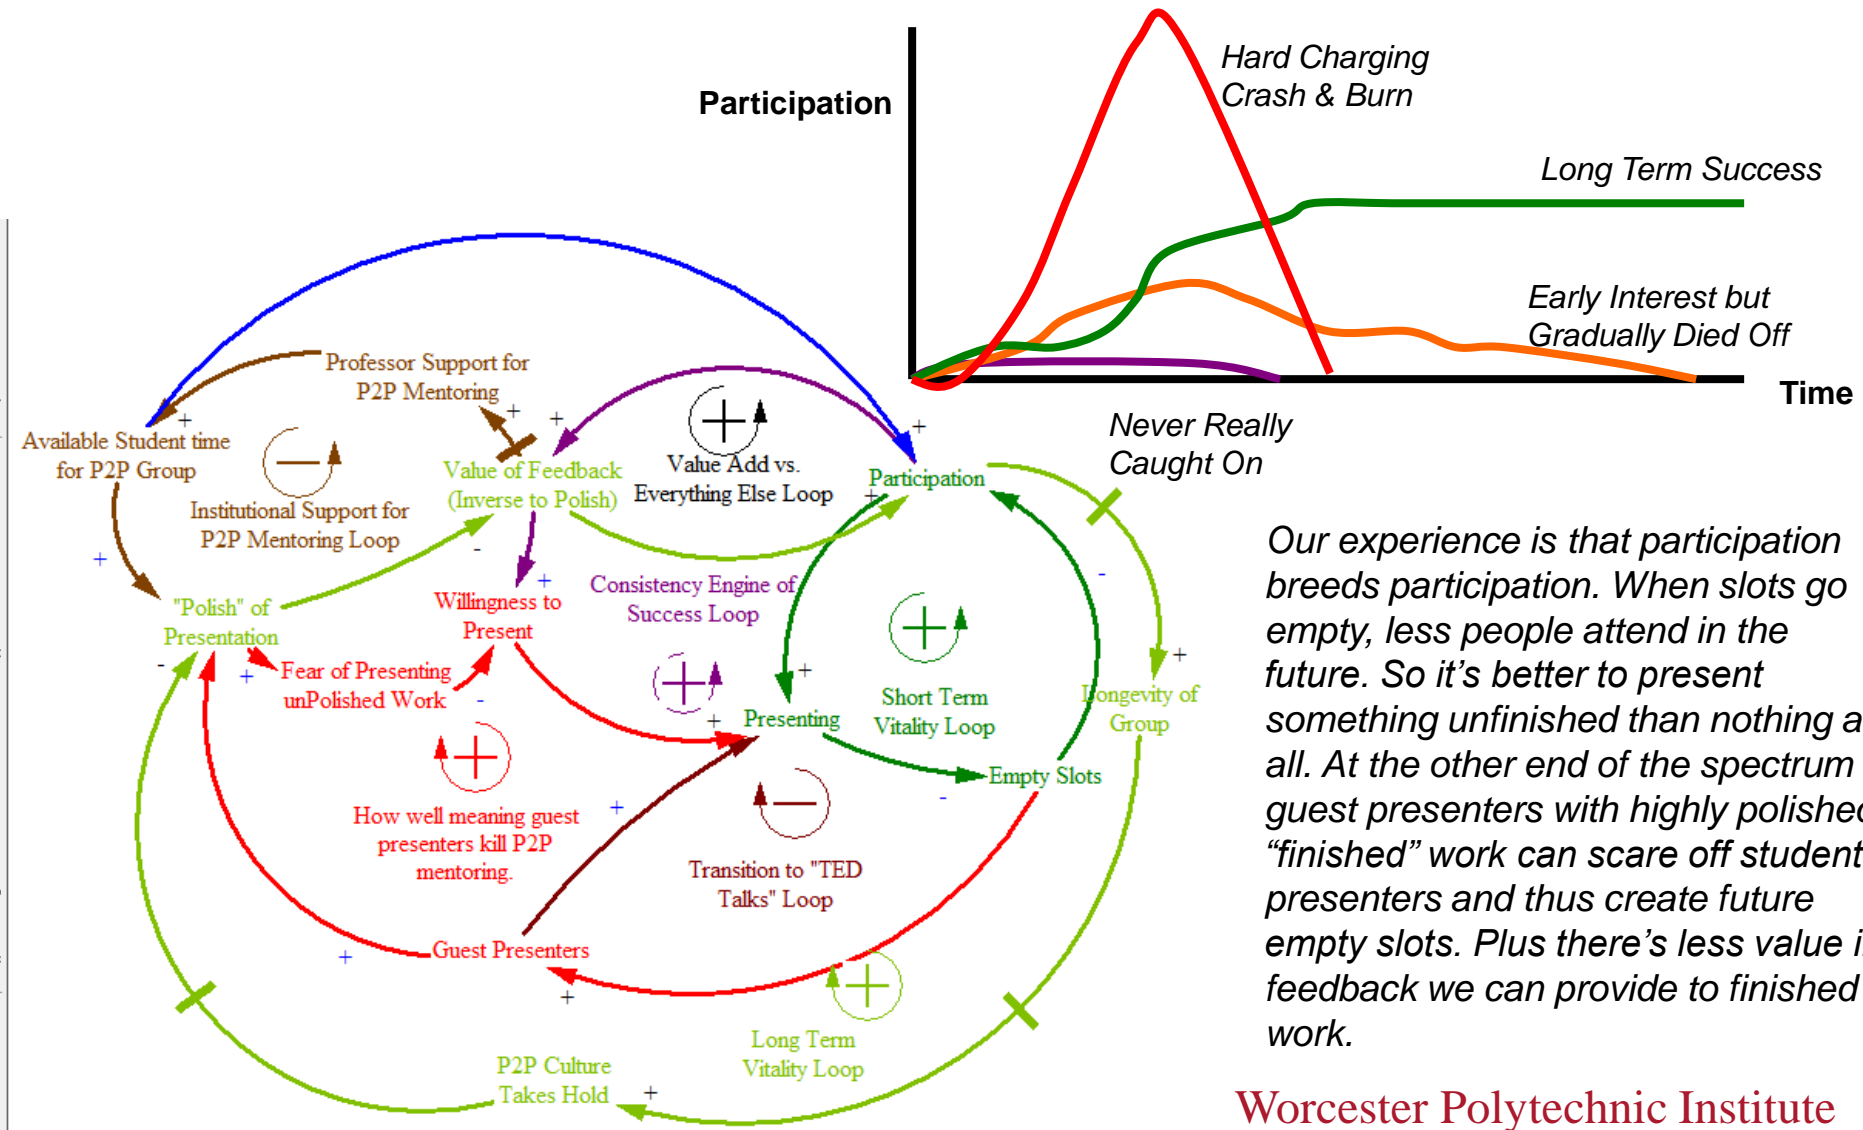 Participation
Hard Charging
Crash & Burn
Long Term Success
Early Interest but
Gradually Died Off
Time
Never Really
Caught On
Professor Support for
P2P Mentoring
+
+
+
+
Available Student time
for P2P Group
Institutional Support for
P2P Mentoring Loop
Value of Feedback
(Inverse to Polish)
Value Add vs.
Everything Else Loop
Participation
+
+
-
-
"Polish" of
Presentation
-
+
Willingness to
Present
+
Consistency Engine of
Success Loop
Fear of Presenting
unPolished Work
-
+
Presenting
+
Short Term
Vitality Loop
Longevity of
Group
+
Empty Slots
-
How well meaning guest
presenters kill P2P
mentoring.
+
Transition to "TED
Talks" Loop
Guest Presenters
+
+
Long Term
Vitality Loop
P2P Culture
Takes Hold
+
Our experience is that participation
breeds participation. When slots go
empty, less people attend in the
future. So it’s better to present
something unfinished than nothing a
all. At the other end of the spectrum
guest presenters with highly polished
“finished” work can scare off student
presenters and thus create future
empty slots. Plus there’s less value i
feedback we can provide to finished
work.
Worcester Polytechnic Institute